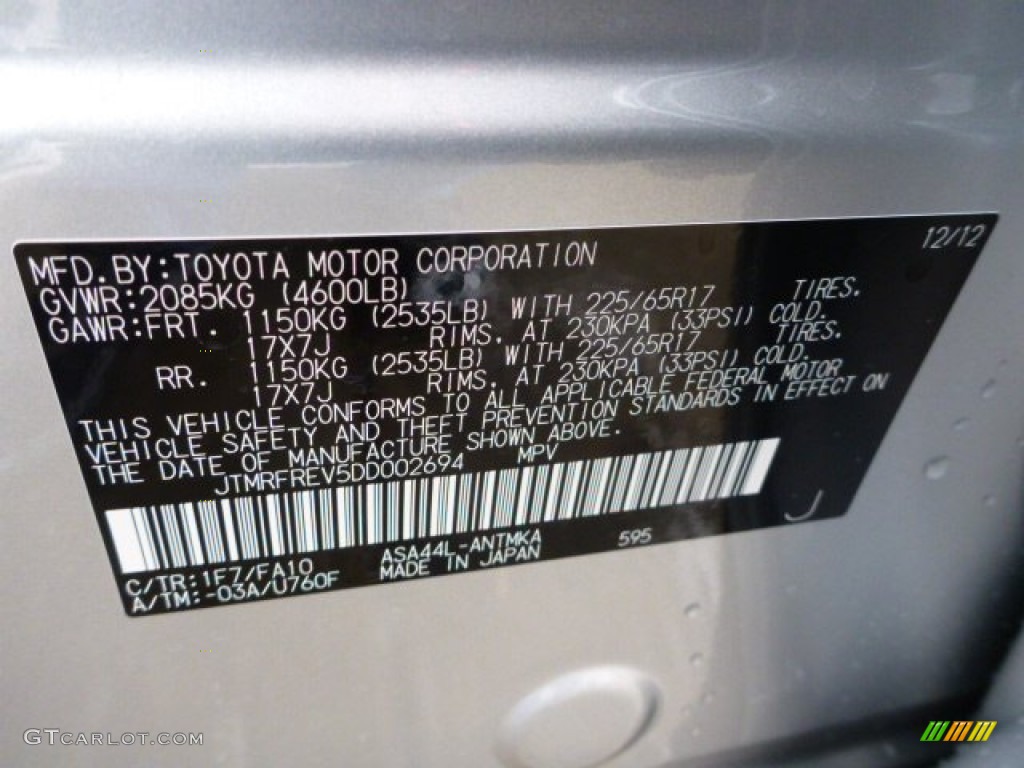 12/12
MFD.BY:TOYOTA MOTOR CORPORATION
GVWR:2085KG (4600LB)
GAWR:FRT. 1150KG (2535LB) WITH 225/65R17 TIRES.
17X7J RIMS. AT 230KPA (33PSI) COLD.
RR. 1150KG (2535LB) WITH 225/65R17 TIRES.
17X7J RIMS. AT 230KPA (33PSI) COLD.
THIS VEHICLE CONFORMS TO ALL APPLICABLE FEDERAL MOTOR
VEHICLE SAFETY AND THEFT PREVENTION STANDARDS IN EFFECT ON
THE DATE OF MANUFACTURE SHOWN ABOVE.
JTMRFREV5DD002694 MPV
J
C/TR:1F7/FA10 ASA44L-ANTMKA 595
A/TM:-03A/U760F MADE IN JAPAN
GTCARLOT.COM